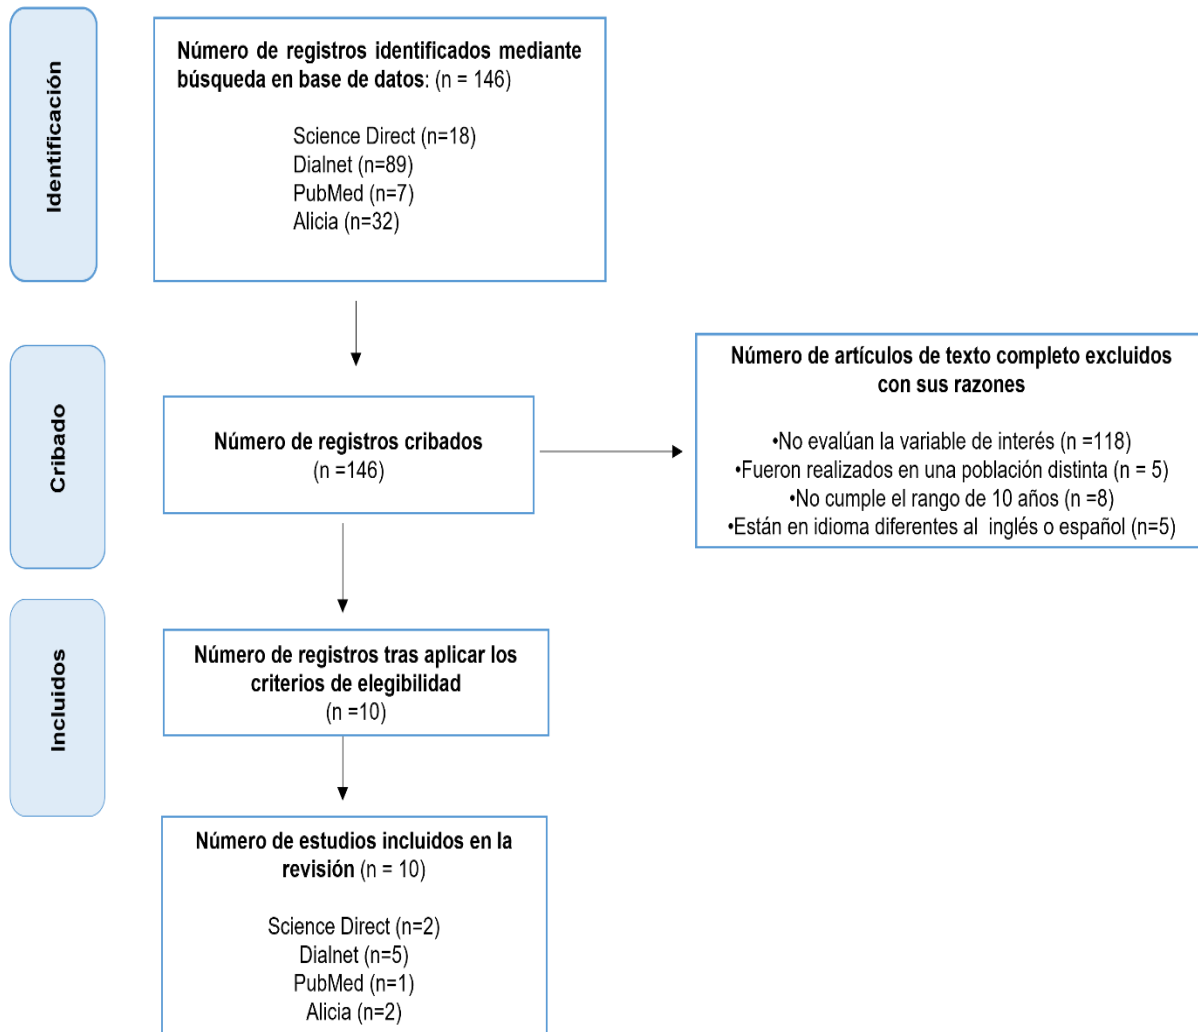 Identificación
Número de registros identificados mediante
búsqueda en base de datos: (n = 146)
Science Direct (n=18)
Dialnet (n=89)
PubMed (n=7)
Alicia (n=32)
Cribado
Número de registros cribados
(n =146)
Número de artículos de texto completo excluidos
con sus razones
•No evalúan la variable de interés (n =118)
•Fueron realizados en una población distinta (n = 5)
•No cumple el rango de 10 años (n =8)
•Están en idioma diferentes al inglés o español (n=5)
Incluidos
Número de registros tras aplicar los
criterios de elegibilidad
(n =10)
Número de estudios incluidos en la
revisión (n = 10)
Science Direct (n=2)
Dialnet (n=5)
PubMed (n=1)
Alicia (n=2)